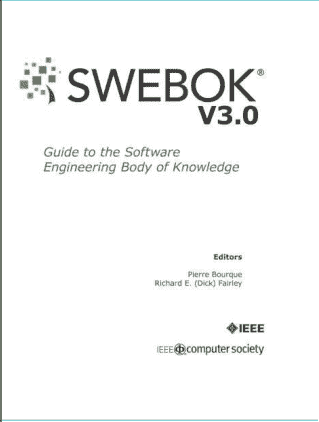 SWEBOK®
V3.0
Guide to the Software
Engineering Body of Knowledge
Editors
Pierre Bourque
Richard E. (Dick) Fairley
IEEE
IEEE computer society